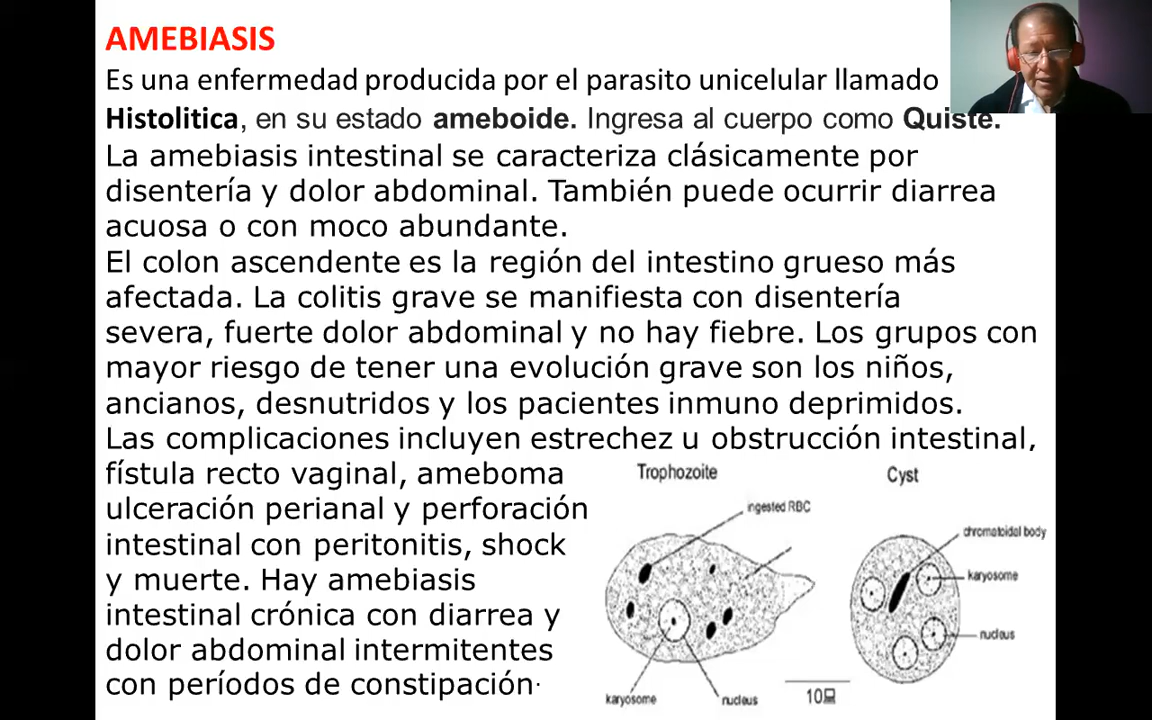 AMEBIASIS
Es una enfermedad producida por el parasito unicelular llamado
Histolitica, en su estado ameboide. Ingresa al cuerpo como Quiste.
La amebiasis intestinal se caracteriza clásicamente por
disentería y dolor abdominal. También puede ocurrir diarrea
acuosa o con moco abundante.
El colon ascendente es la región del intestino grueso más
afectada. La colitis grave se manifiesta con disentería
severa, fuerte dolor abdominal y no hay fiebre. Los grupos con
mayor riesgo de tener una evolución grave son los niños,
ancianos, desnutridos y los pacientes inmuno deprimidos.
Las complicaciones incluyen estrechez u obstrucción intestinal,
fístula recto vaginal, ameboma
ulceración perianal y perforación
intestinal con peritonitis, shock
y muerte. Hay amebiasis
intestinal crónica con diarrea y
dolor abdominal intermitentes
con períodos de constipación.
Trophozoite
ingested RBC
karyosome
nucleus
Cyst
chromatoidal body
karyosome
nucleus
10